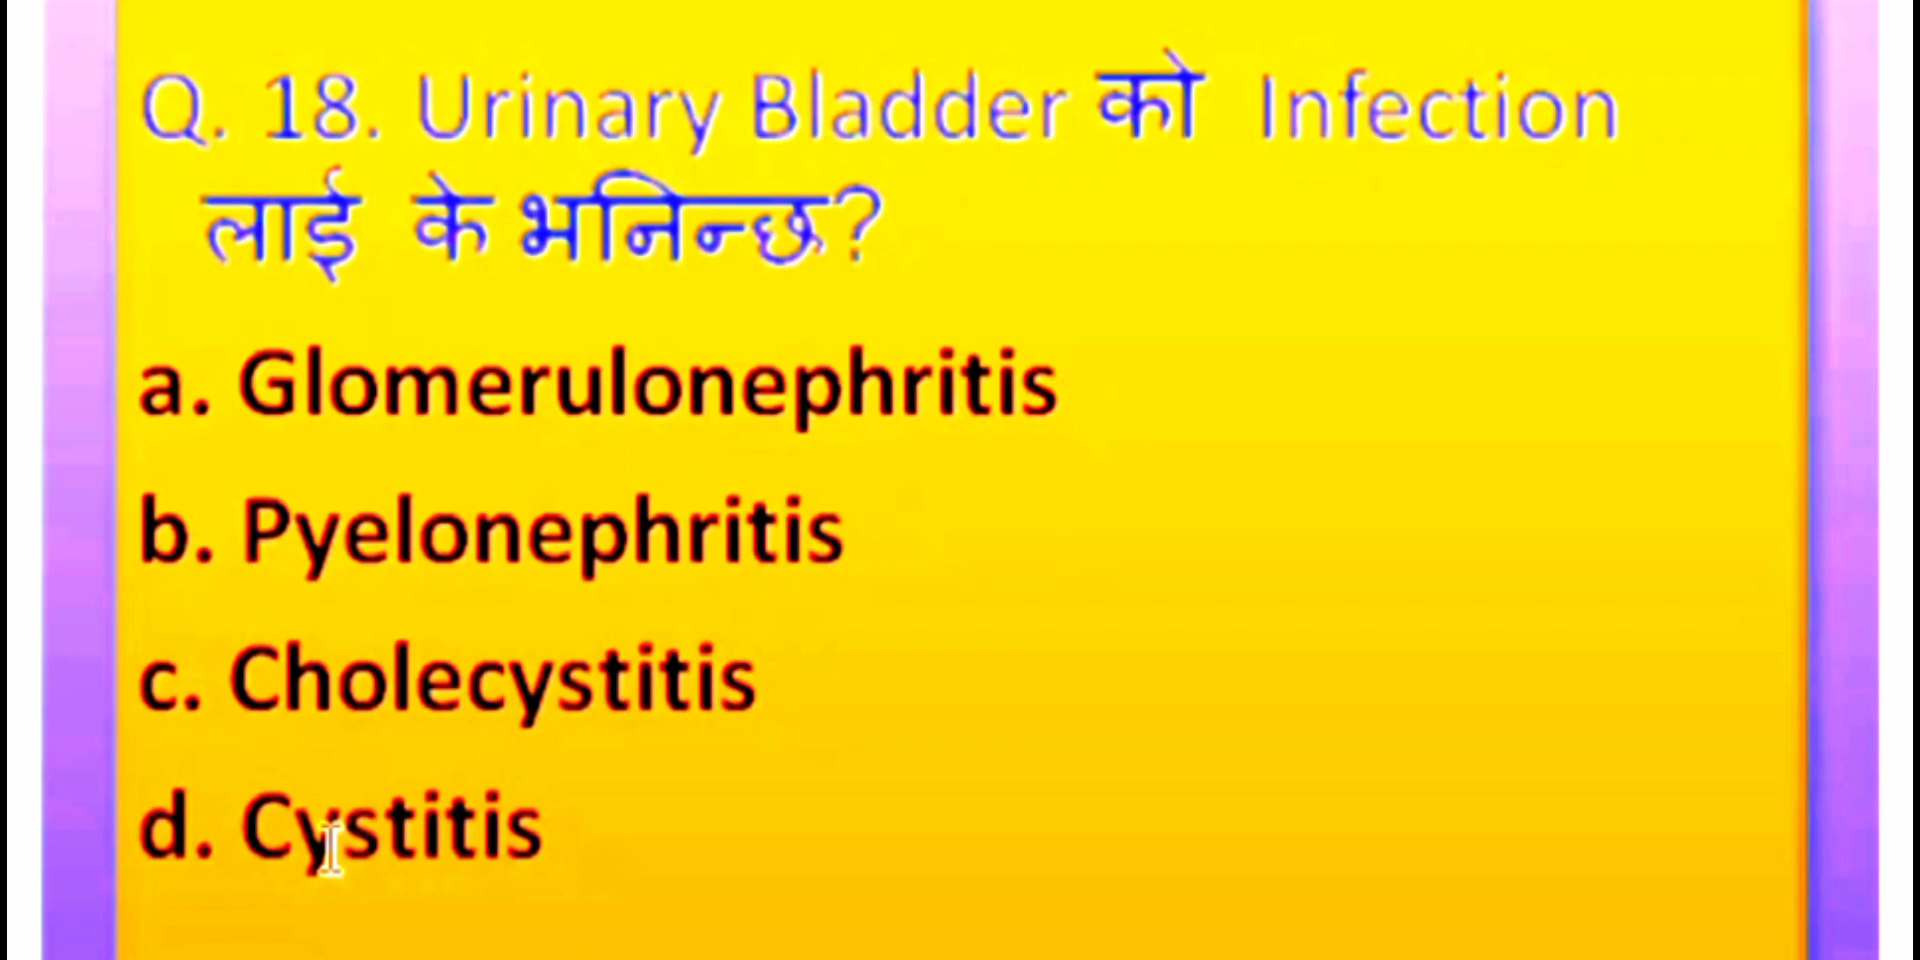 Q. 18. Urinary Bladder को Infection
लाई के भनिन्छ?
a. Glomerulonephritis
b. Pyelonephritis
c. Cholecystitis
d. Cystitis